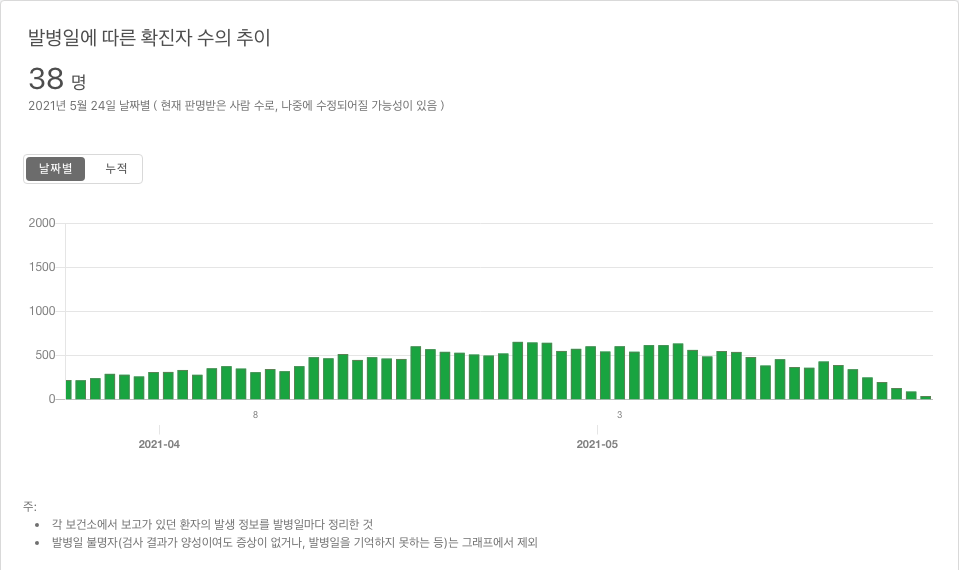 발병일에 따른 확진자 수의 추이
38 명
2021년 5월 24일 날짜별 ( 현재 판명받은 사람 수로, 나중에 수정되어질 가능성이 있음 )
날짜별 누적
2000
1500
1000
500
0
8 3
2021-04 2021-05
주:
• 각 보건소에서 보고가 있던 환자의 발생 정보를 발병일마다 정리한 것
• 발병일 불명자(검사 결과가 양성이여도 증상이 없거나, 발병일을 기억하지 못하는 등)는 그래프에서 제외